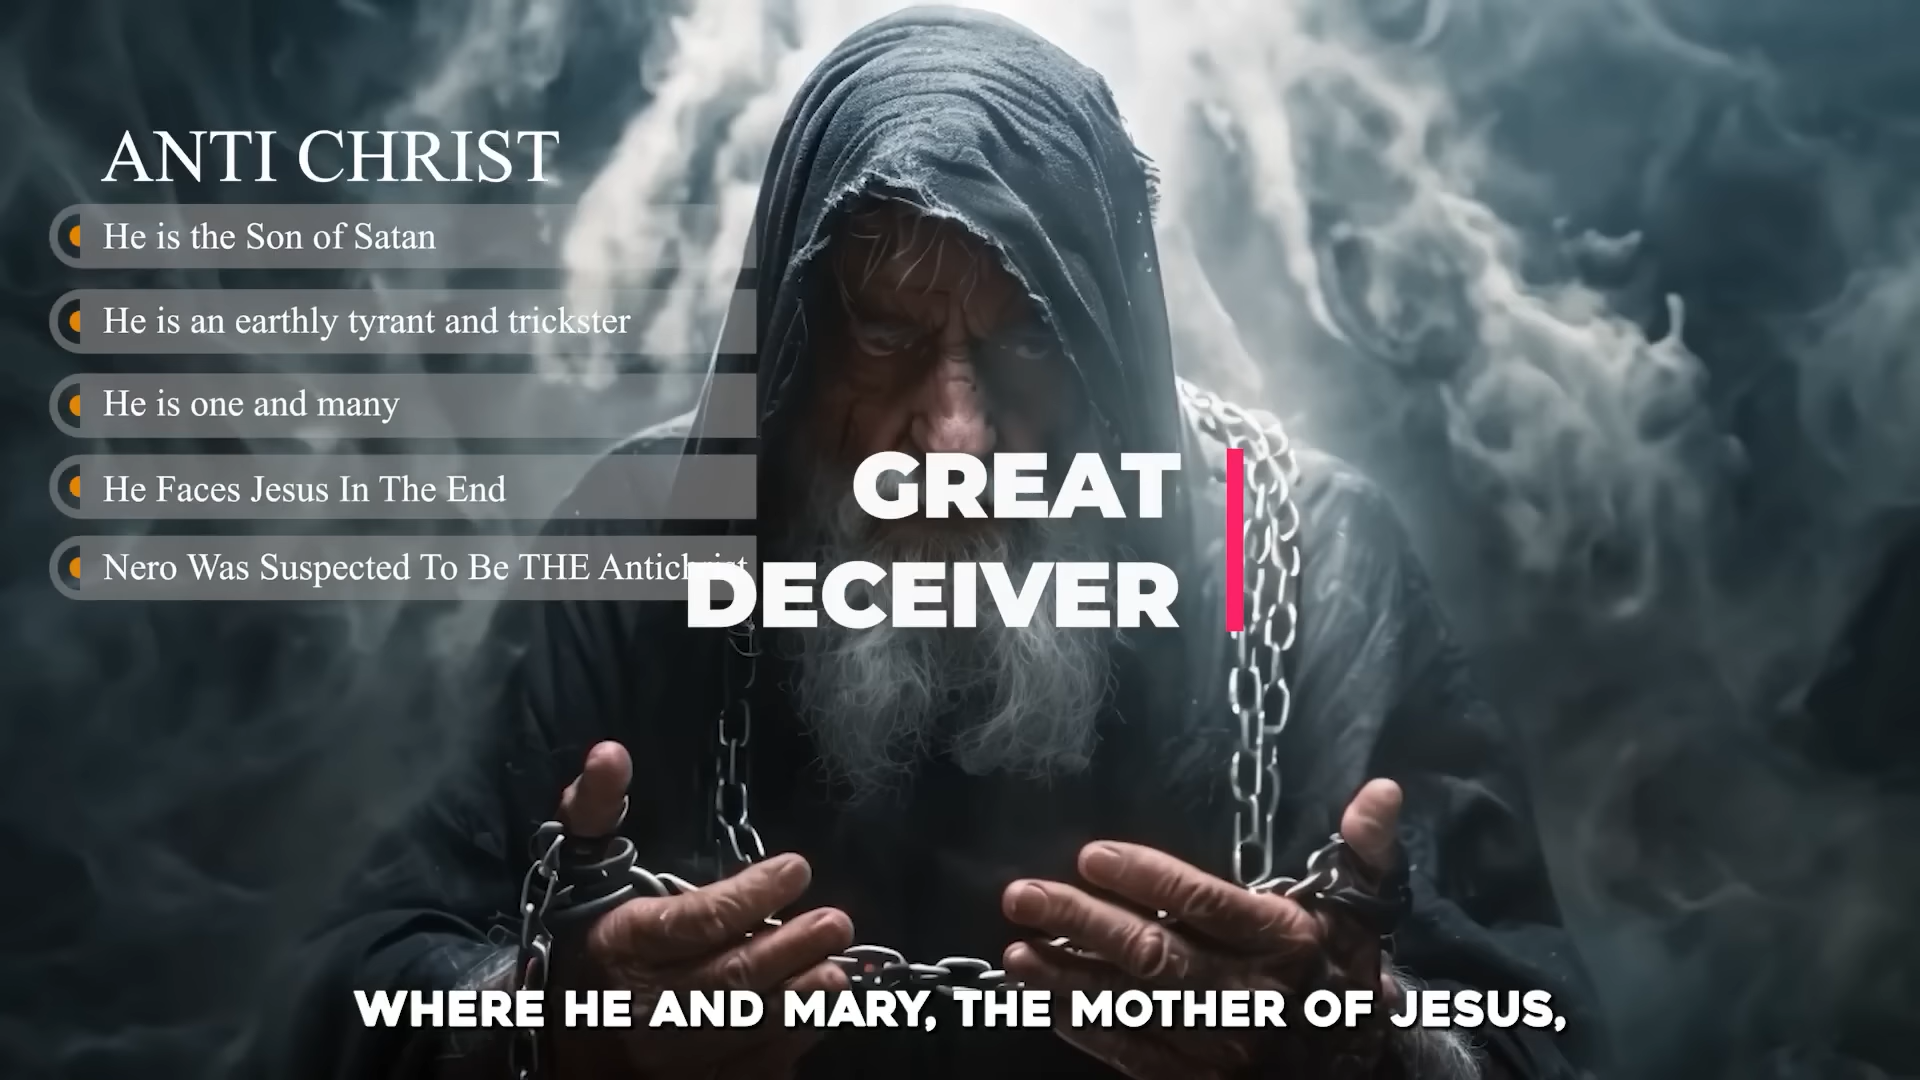 ANTI CHRIST
He is the Son of Satan
He is an earthly tyrant and trickster
He is one and many
He Faces Jesus In The End
Nero Was Suspected To Be THE Antichrist
GREAT
DECEIVER
WHERE HE AND MARY, THE MOTHER OF JESUS,